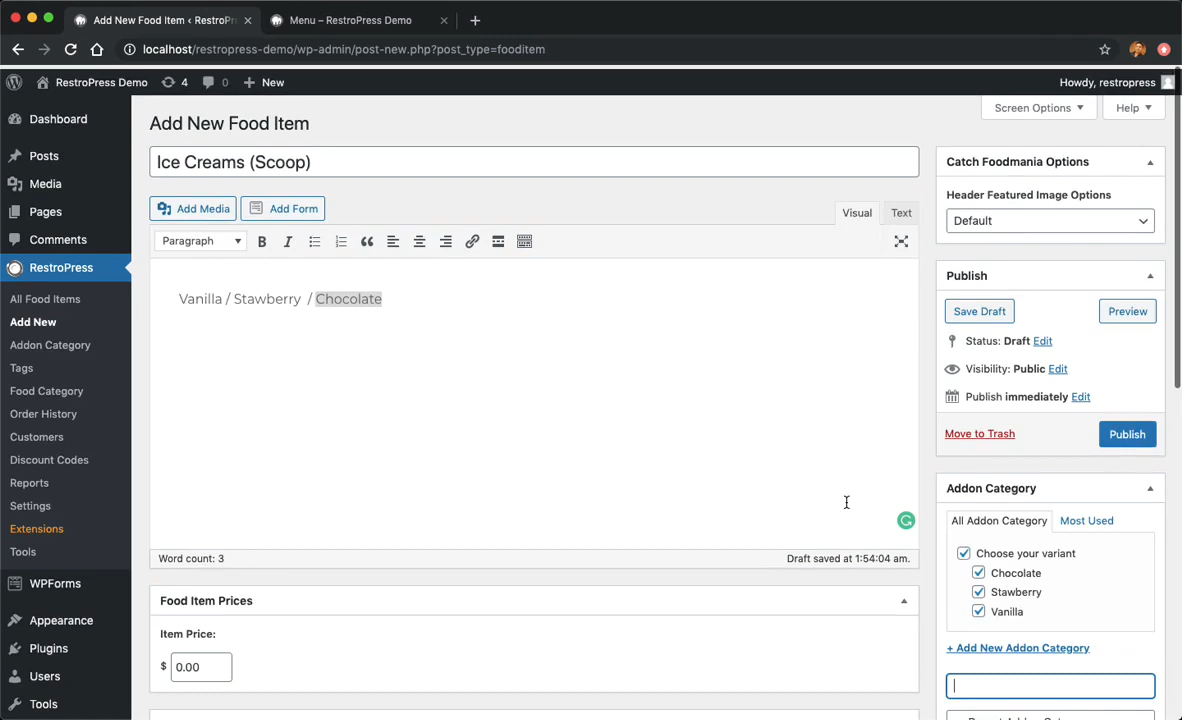 Add New Food Item ‹ RestroPr
Menu – RestroPress Demo
localhost/restropress-demo/wp-admin/post-new.php?post_type=fooditem
RestroPress Demo
4
0
New
Howdy, restropress
Dashboard
Posts
Media
Pages
Comments
RestroPress
All Food Items
Add New
Addon Category
Tags
Food Category
Order History
Customers
Discount Codes
Reports
Settings
Extensions
Tools
WPForms
Appearance
Plugins
Users
Tools
Screen Options
Help
Add New Food Item
Ice Creams (Scoop)
Add Media
Add Form
Visual
Text
Paragraph
Vanilla / Stawberry / Chocolate
Word count: 3
Draft saved at 1:54:04 am.
Food Item Prices
Item Price:
$ 0.00
Catch Foodmania Options
Header Featured Image Options
Default
Publish
Save Draft
Preview
Status: Draft Edit
Visibility: Public Edit
Publish immediately Edit
Move to Trash
Publish
Addon Category
All Addon Category
Most Used
Choose your variant
Chocolate
Stawberry
Vanilla
+ Add New Addon Category